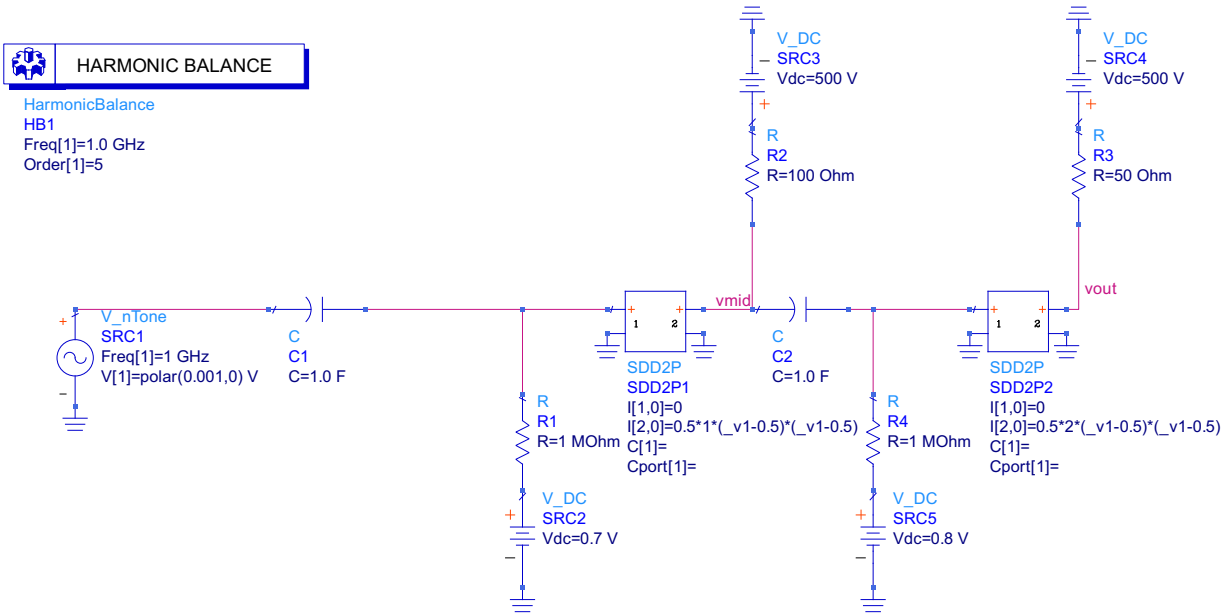 HARMONIC BALANCE
HarmonicBalance
HB1
Freq[1]=1.0 GHz
Order[1]=5
V_DC
SRC3
Vdc=500 V
R
R2
R=100 Ohm
V_DC
SRC4
Vdc=500 V
R
R3
R=50 Ohm
V_nTone
SRC1
Freq[1]=1 GHz
V[1]=polar(0.001,0) V
C
C1
C=1.0 F
R
R1
R=1 MOhm
V_DC
SRC2
Vdc=0.7 V
1 2
SDD2P
SDD2P1
I[1,0]=0
I[2,0]=0.5*1*(_v1-0.5)*(_v1-0.5)
C[1]=
Cport[1]=
vmid
C
C2
C=1.0 F
R
R4
R=1 MOhm
V_DC
SRC5
Vdc=0.8 V
1 2
SDD2P
SDD2P2
I[1,0]=0
I[2,0]=0.5*2*(_v1-0.5)*(_v1-0.5)
C[1]=
Cport[1]=
vout